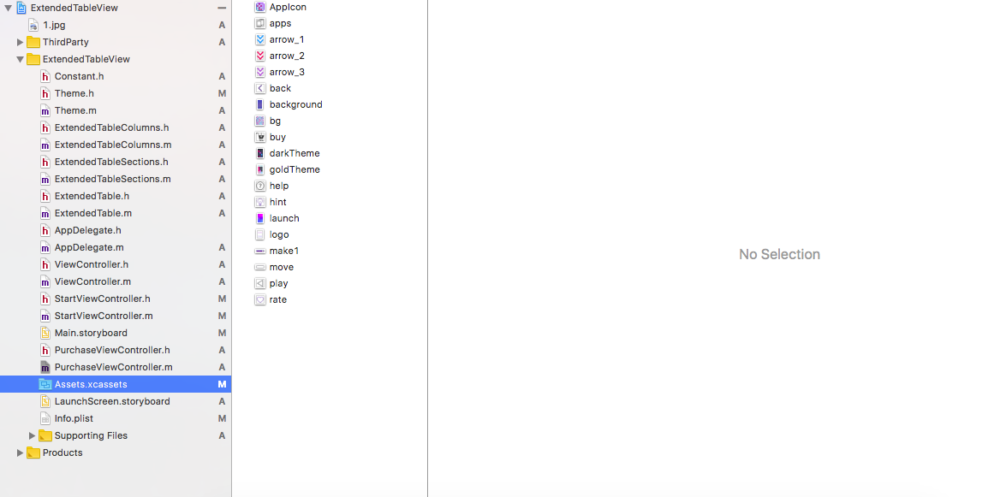 ExtendedTableView
1.jpg A
ThirdParty A
ExtendedTableView
Constant.h A
Theme.h M
Theme.m A
ExtendedTableColumns.h A
ExtendedTableColumns.m A
ExtendedTableSections.h A
ExtendedTableSections.m A
ExtendedTable.h A
ExtendedTable.m A
AppDelegate.h
AppDelegate.m A
ViewController.h A
ViewController.m A
StartViewController.h M
StartViewController.m M
Main.storyboard M
PurchaseViewController.h A
PurchaseViewController.m A
Assets.xcassets M
LaunchScreen.storyboard A
Info.plist M
Supporting Files A
Products
AppIcon
apps
arrow_1
arrow_2
arrow_3
back
background
bg
buy
darkTheme
goldTheme
help
hint
launch
logo
make1
move
play
rate
No Selection